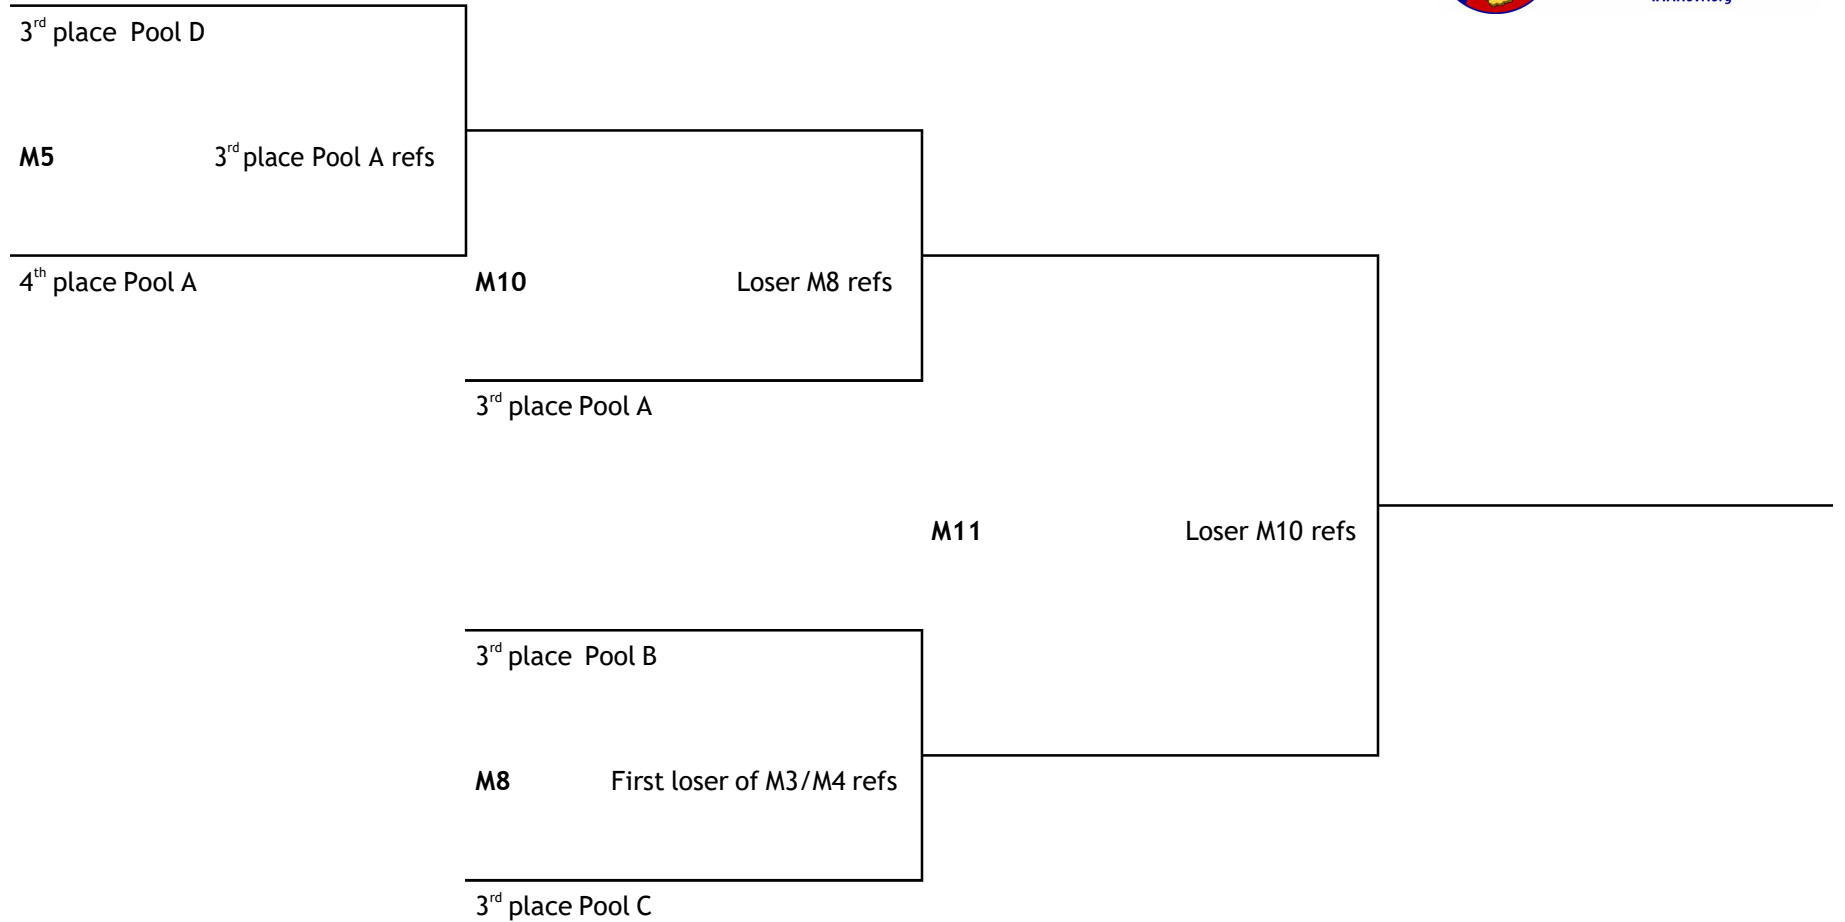 3rd place Pool D
M5 3rd place Pool A refs
4th place Pool A
M10 Loser M8 refs
3rd place Pool A
M11 Loser M10 refs
3rd place Pool B
M8 First loser of M3/M4 refs
3rd place Pool C